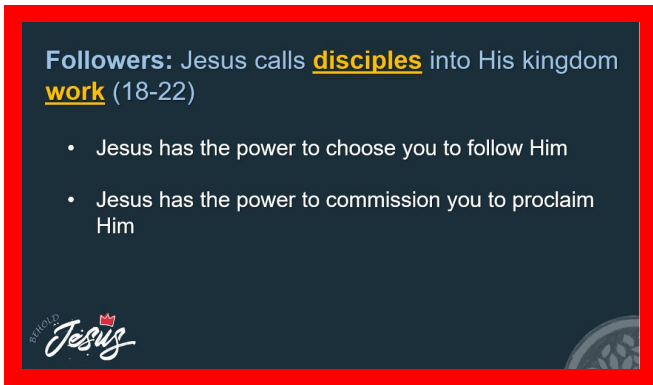 Followers: Jesus calls disciples into His kingdom
work (18-22)
• Jesus has the power to choose you to follow Him
• Jesus has the power to commission you to proclaim
Him
BEHOLD
Jesus